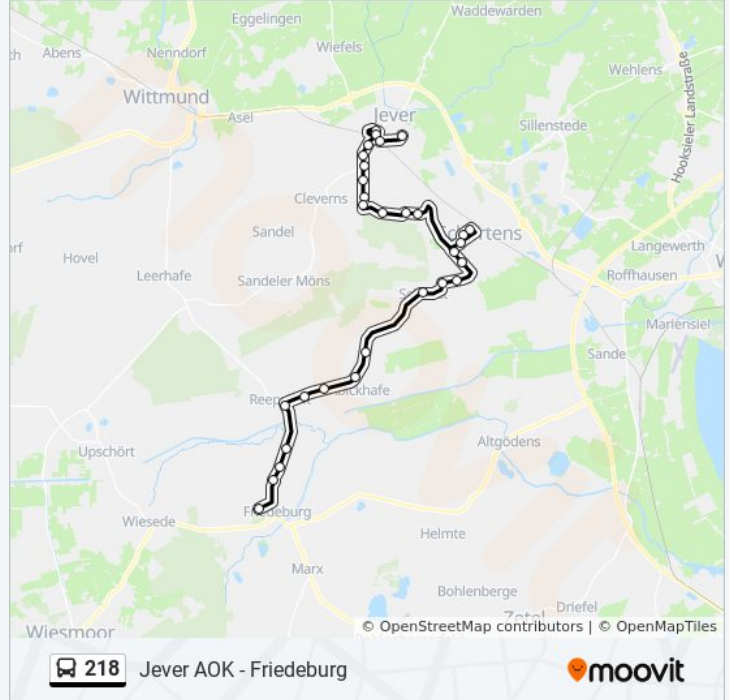 Eggelingen
Waddewarden
Abens
Nenndorf
Wiefels
Wehlens
Wittmund
Asel
Jever
Sillenstede
Hooksieler Landstraße
Cleverns
Sandel
Hovel
Langewerth
Leerhafe
Sandeler Möns
Roffhausen
Mariensiel
Sande
Upschört
Altgödens
Wiesede
Friedeburg
Helmte
Marx
Bohlenberge
Driefel
Zetel
Wiesmoor
© OpenStreetMap contributors | © OpenMapTiles
218 Jever AOK - Friedeburg
moovit